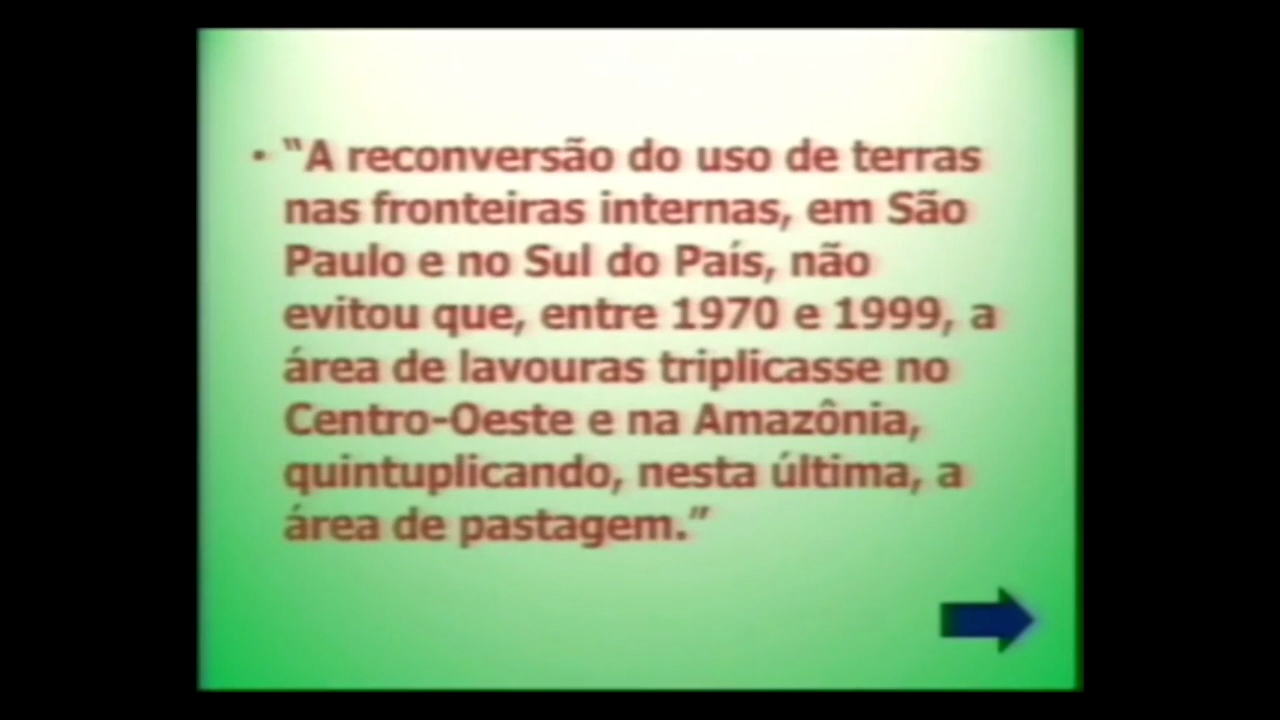 • “A reconversão do uso de terras
nas fronteiras internas, em São
Paulo e no Sul do País, não
evitou que, entre 1970 e 1999, a
área de lavouras triplicasse no
Centro-Oeste e na Amazônia,
quintuplicando, nesta última, a
área de pastagem.”